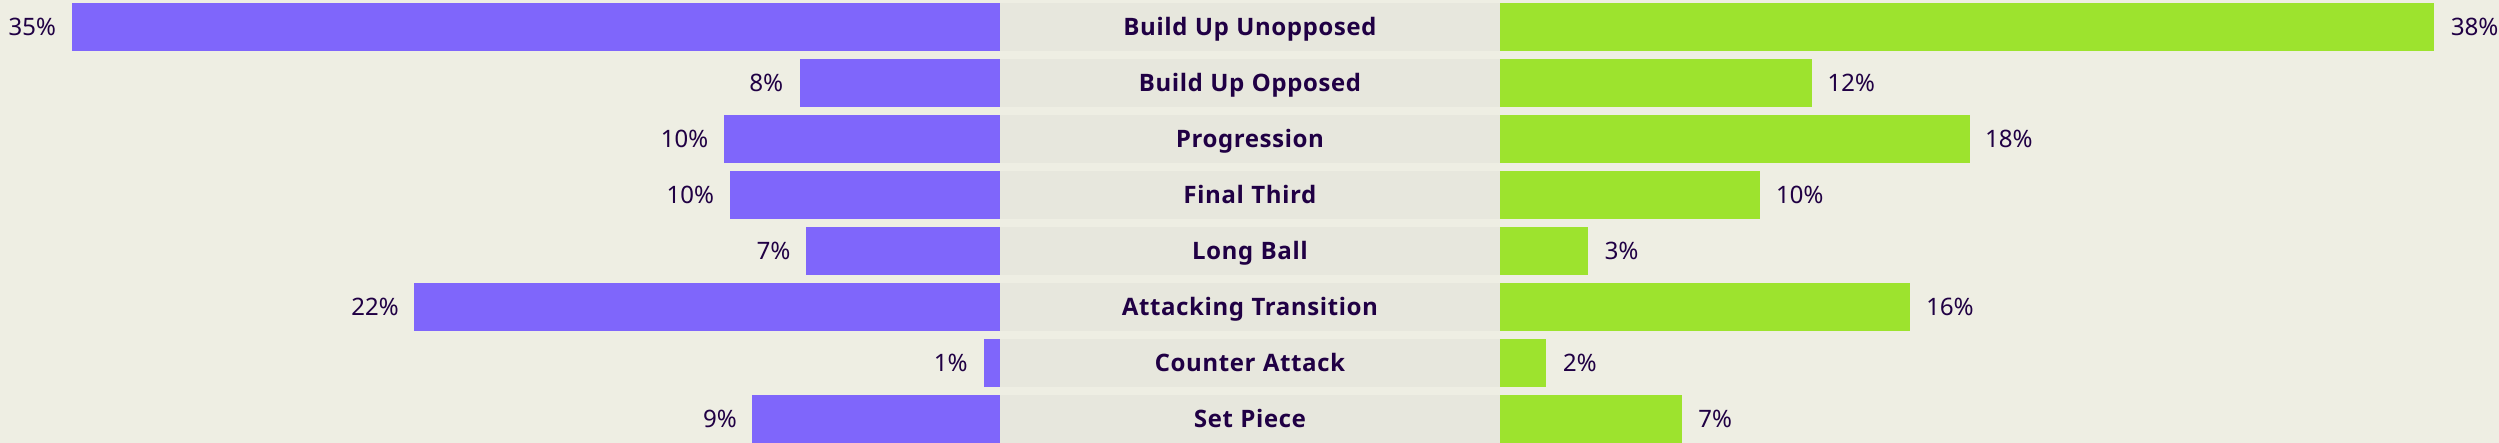 35% Build Up Unopposed 38%
8% Build Up Opposed 12%
10% Progression 18%
10% Final Third 10%
7% Long Ball 3%
22% Attacking Transition 16%
1% Counter Attack 2%
9% Set Piece 7%